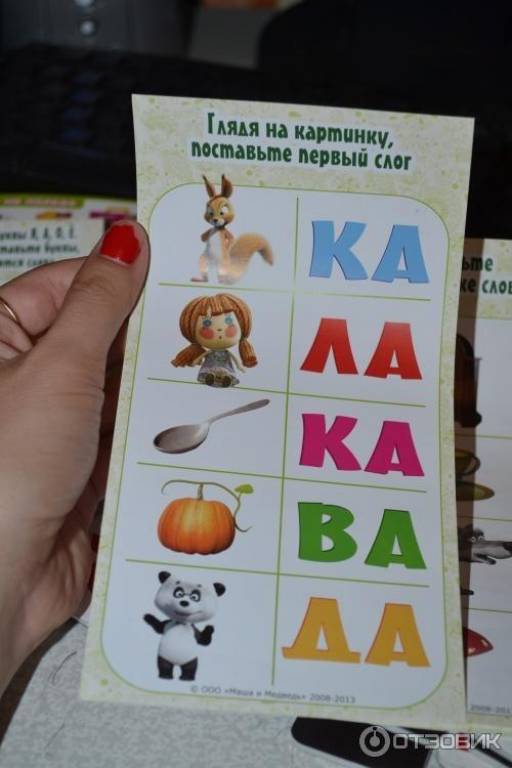 Глядя на картинку,
поставьте первый слог
КА
ЛА
КА
ВА
ДА
© ООО «Маша и Медведь» 2008-2013
ОТЗОВИК